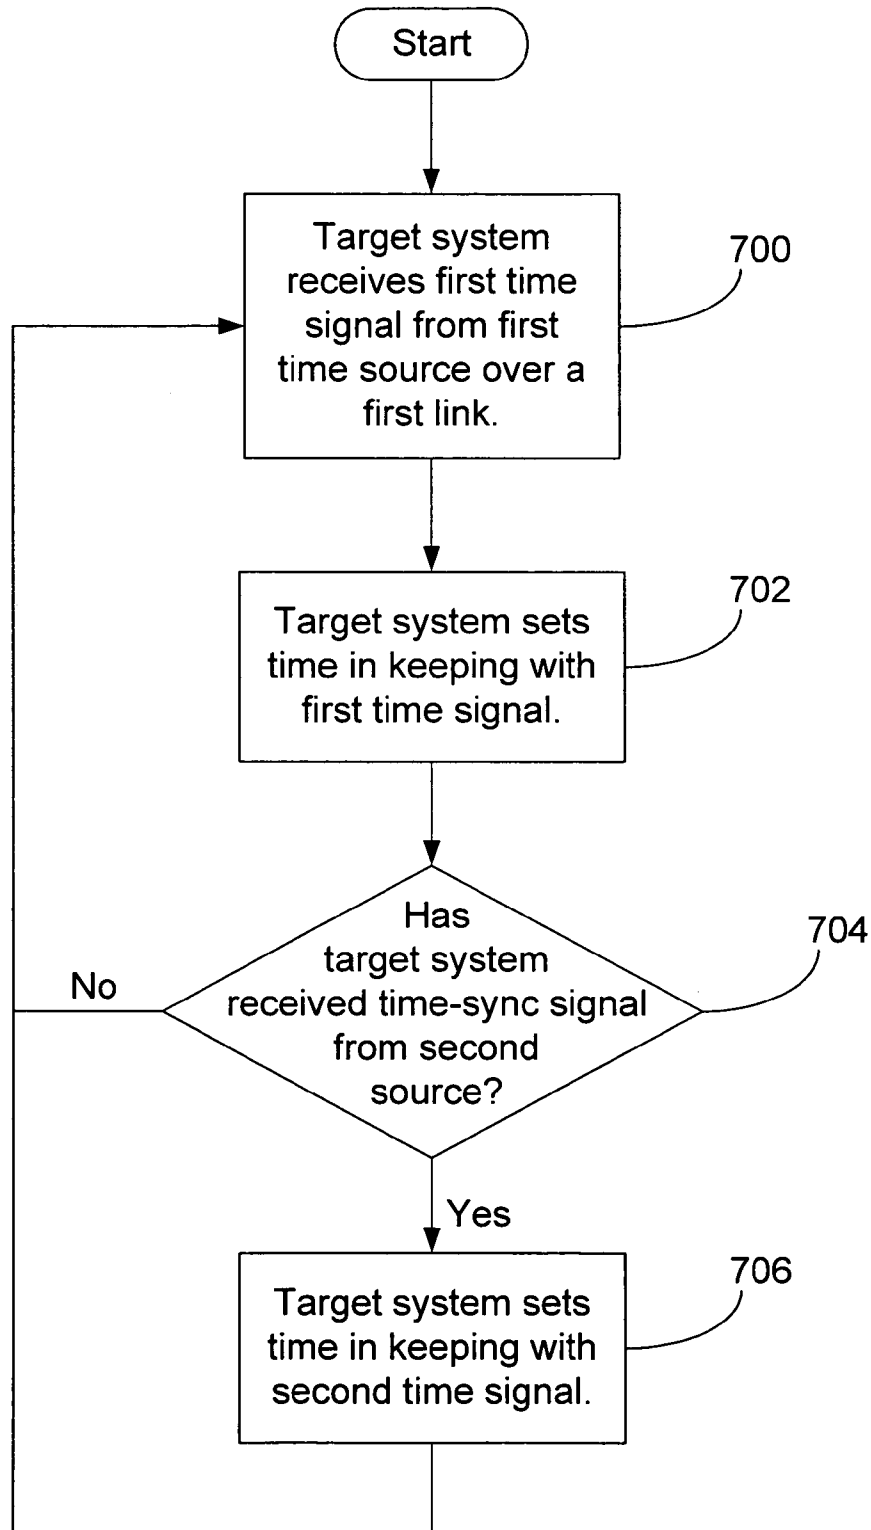 Start
Target system
receives first time
signal from first
time source over a
first link.
700
Target system sets
time in keeping with
first time signal.
702
Has
target system
received time-sync signal
from second
source?
704
No
Yes
Target system sets
time in keeping with
second time signal.
706